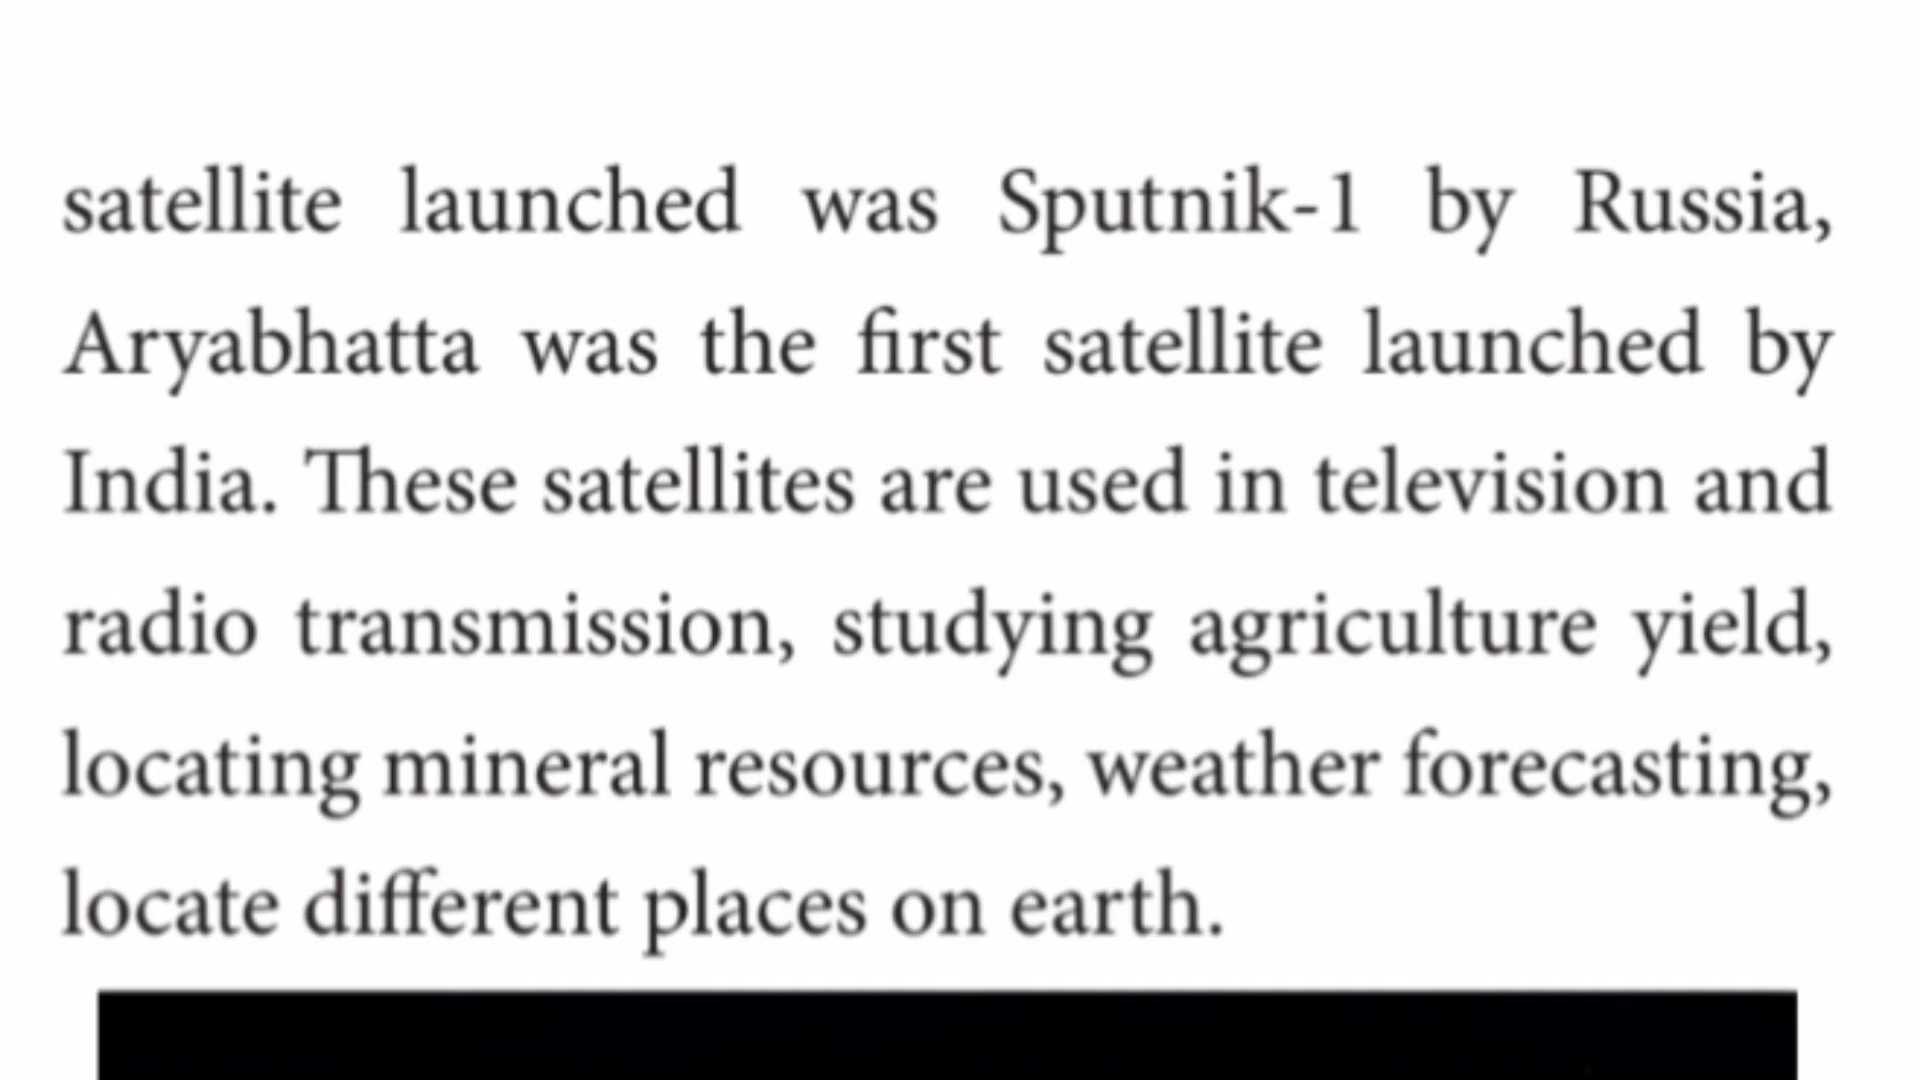 satellite launched was Sputnik-1 by Russia,
Aryabhatta was the first satellite launched by
India. These satellites are used in television and
radio transmission, studying agriculture yield,
locating mineral resources, weather forecasting,
locate different places on earth.